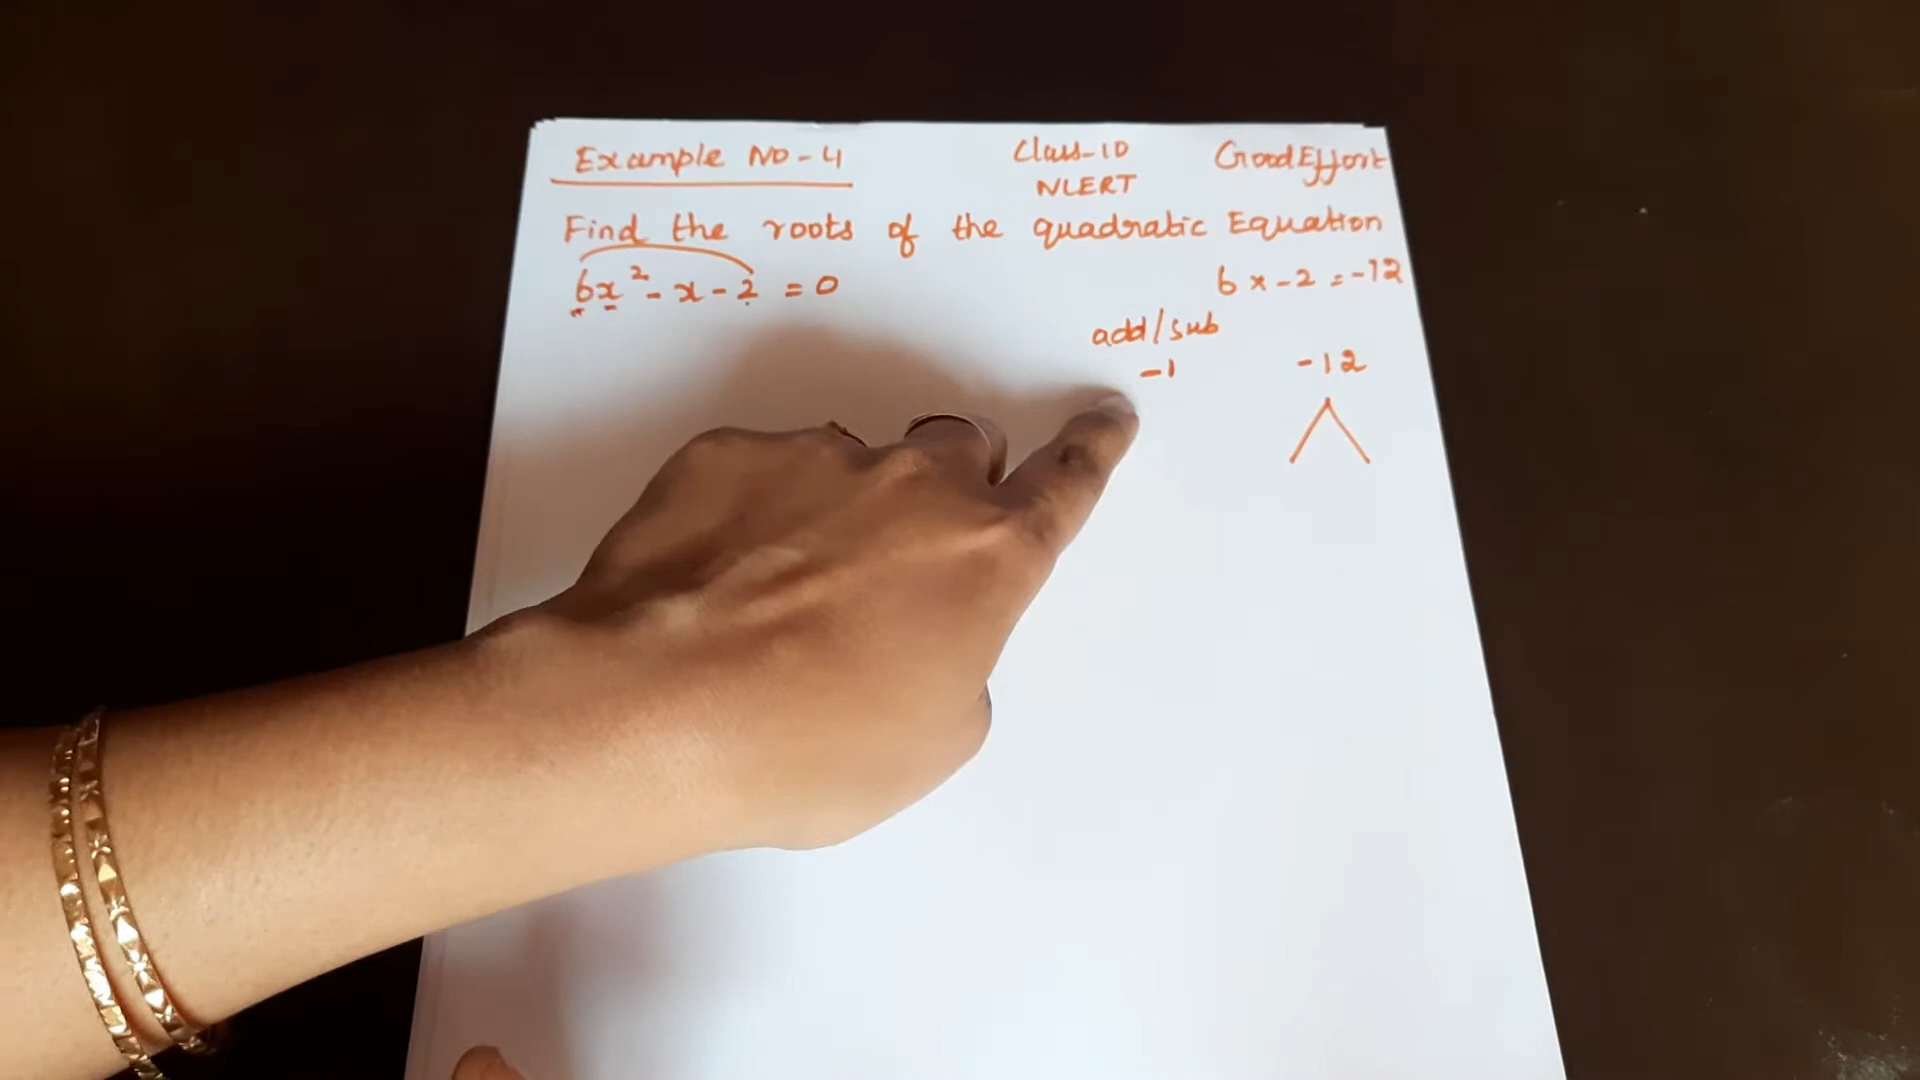 Example NO-4 Class-10 GoodEffort
NCERT
Find the roots of the quadratic Equation
6x² - x - 2 = 0 6 x -2 = -12
add/sub
-1 -12